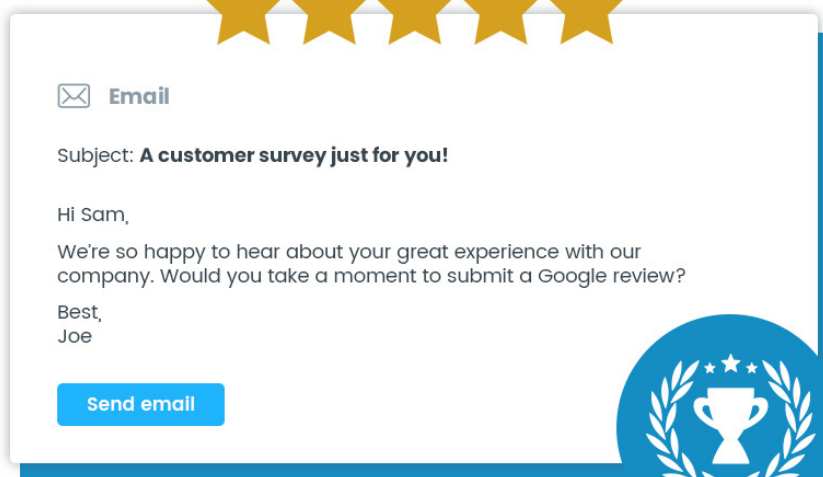 Email
Subject: A customer survey just for you!
Hi Sam,
We're so happy to hear about your great experience with our
company. Would you take a moment to submit a Google review?
Best,
Joe
Send email